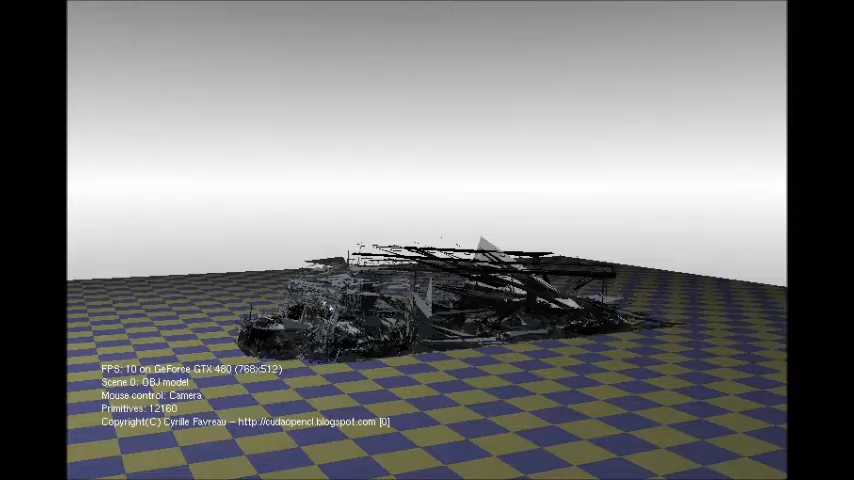 FPS: 10 on GeForce GTX 480 (768x512)
Scene 0: OBJ model
Mouse control: Camera
Primitives: 12160
Copyright(C) Cyrille Favreau - http://cudaopencl.blogspot.com [0]